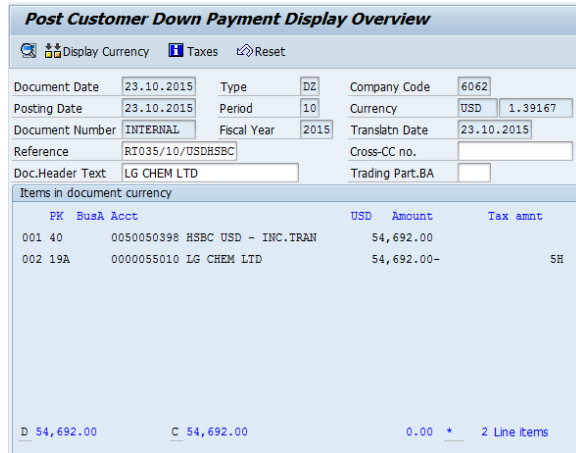 Post Customer Down Payment Display Overview
Display Currency Taxes Reset
Document Date 23.10.2015 Type DZ Company Code 6062
Posting Date 23.10.2015 Period 10 Currency USD 1.39167
Document Number INTERNAL Fiscal Year 2015 Translatn Date 23.10.2015
Reference RT035/10/USDHSBC Cross-CC no.
Doc.Header Text LG CHEM LTD Trading Part.BA
Items in document currency
PK BusA Acct USD Amount Tax amnt
001 40 0050050398 HSBC USD - INC.TRAN 54,692.00
002 19A 0000055010 LG CHEM LTD 54,692.00- 5H
D 54,692.00 C 54,692.00 0.00 * 2 Line items